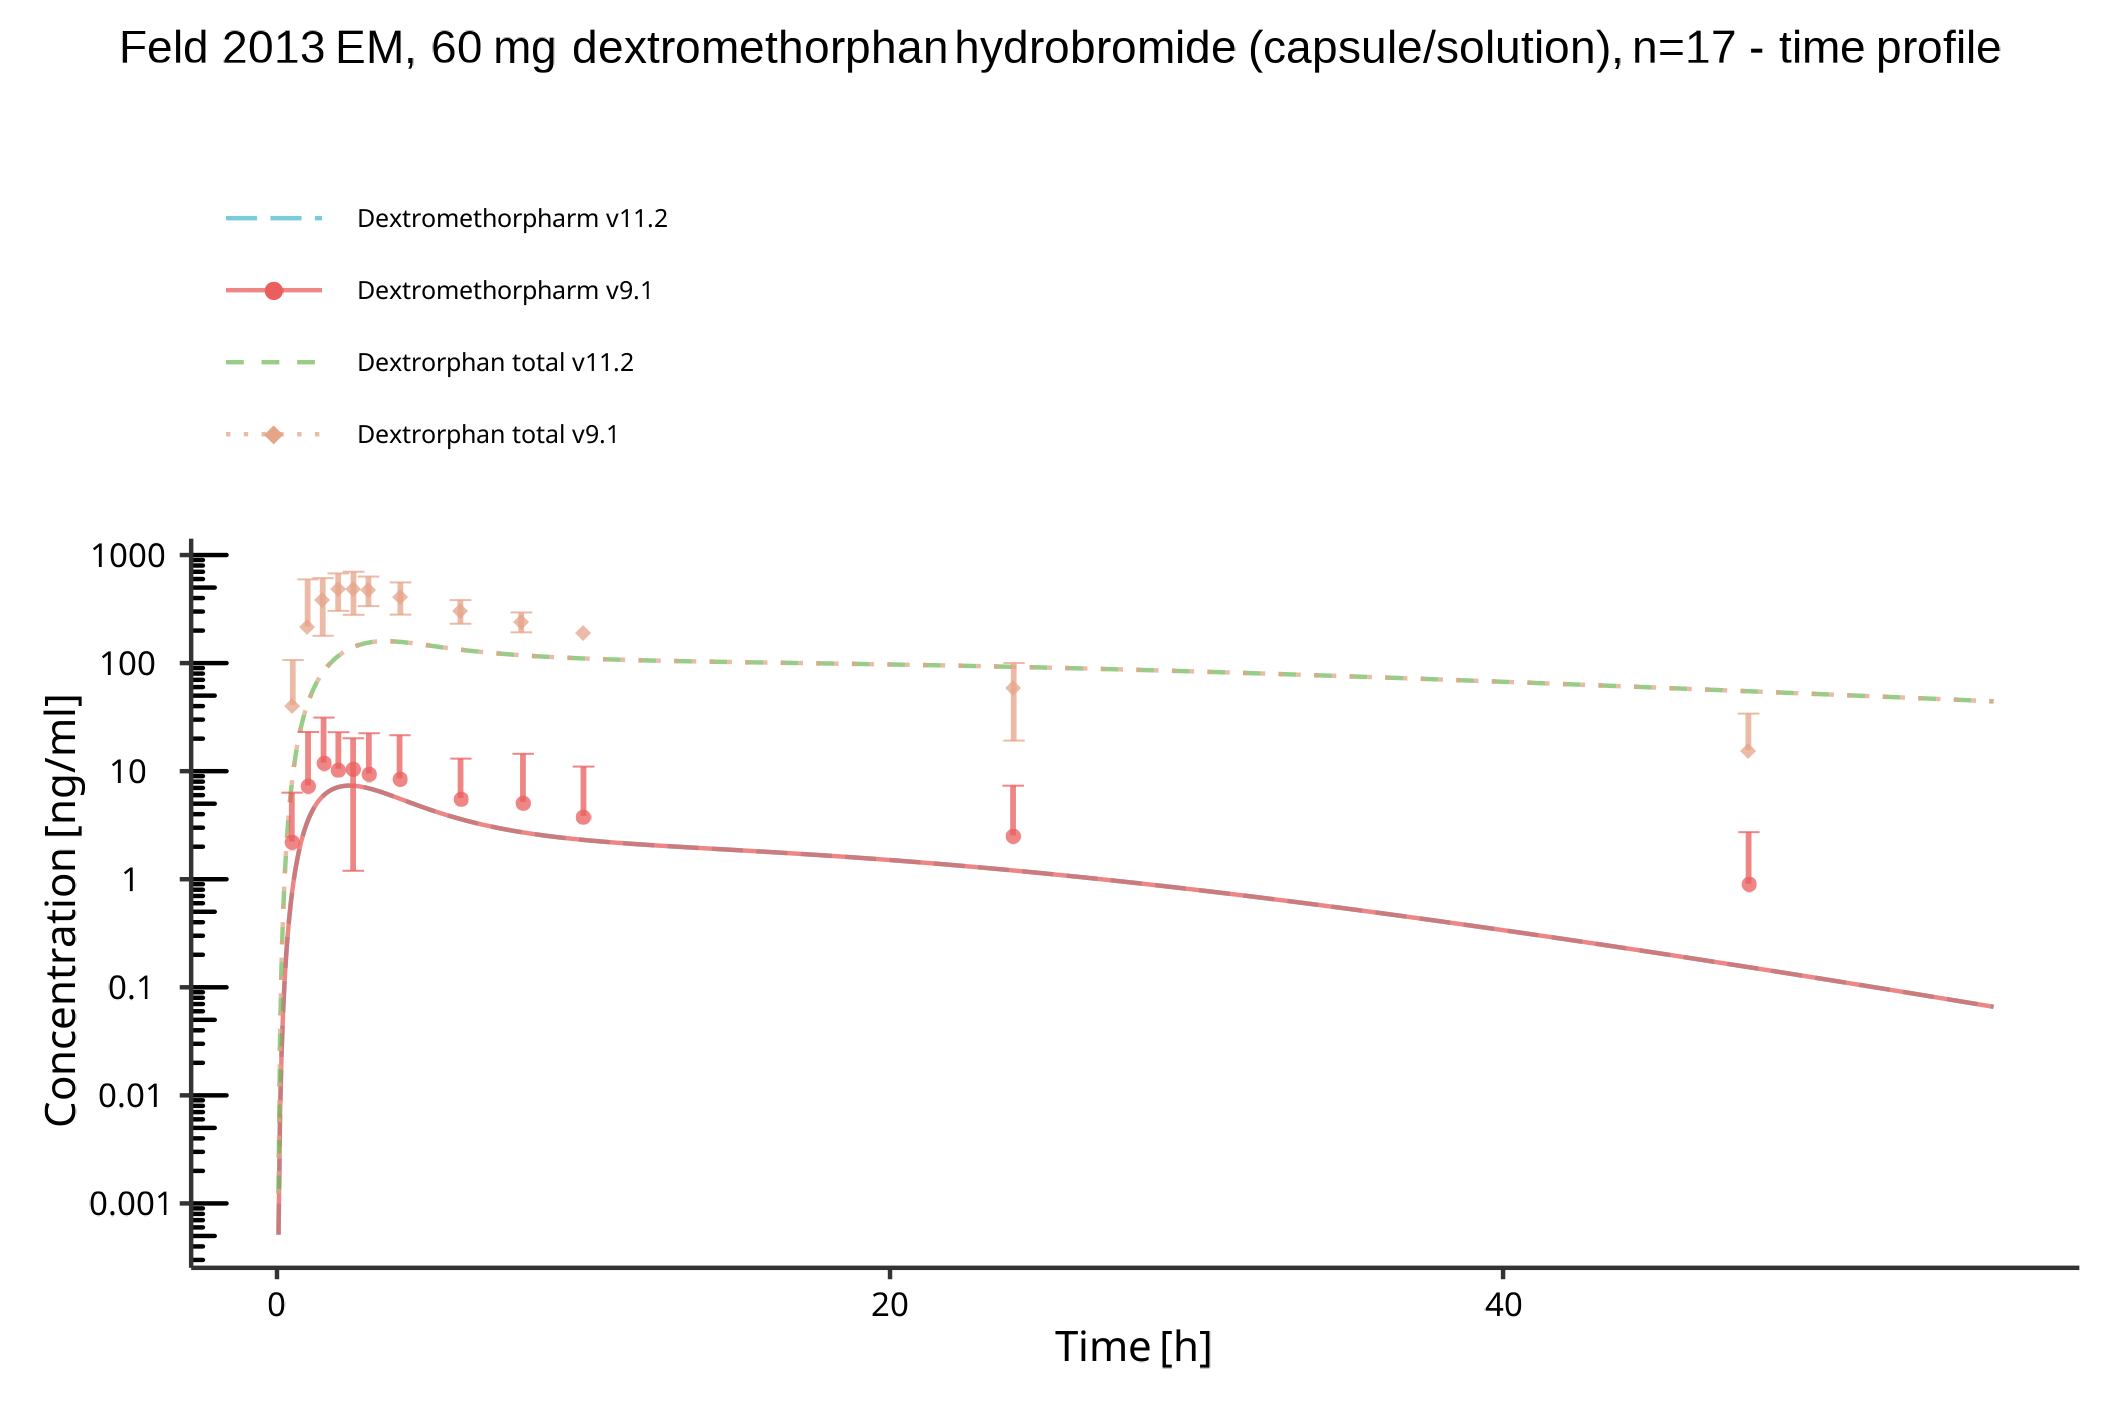 Feld 2013 EM, 60 mg dextromethorphan hydrobromide (capsule/solution), n=17 - time profile
Dextromethorpharm v11.2
Dextromethorpharm v9.1
Dextrorphan total v11.2
Dextrorphan total v9.1
1000
100
10
1
0.1
0.01
0.001
Concentration [ng/ml]
0
20
40
Time [h]